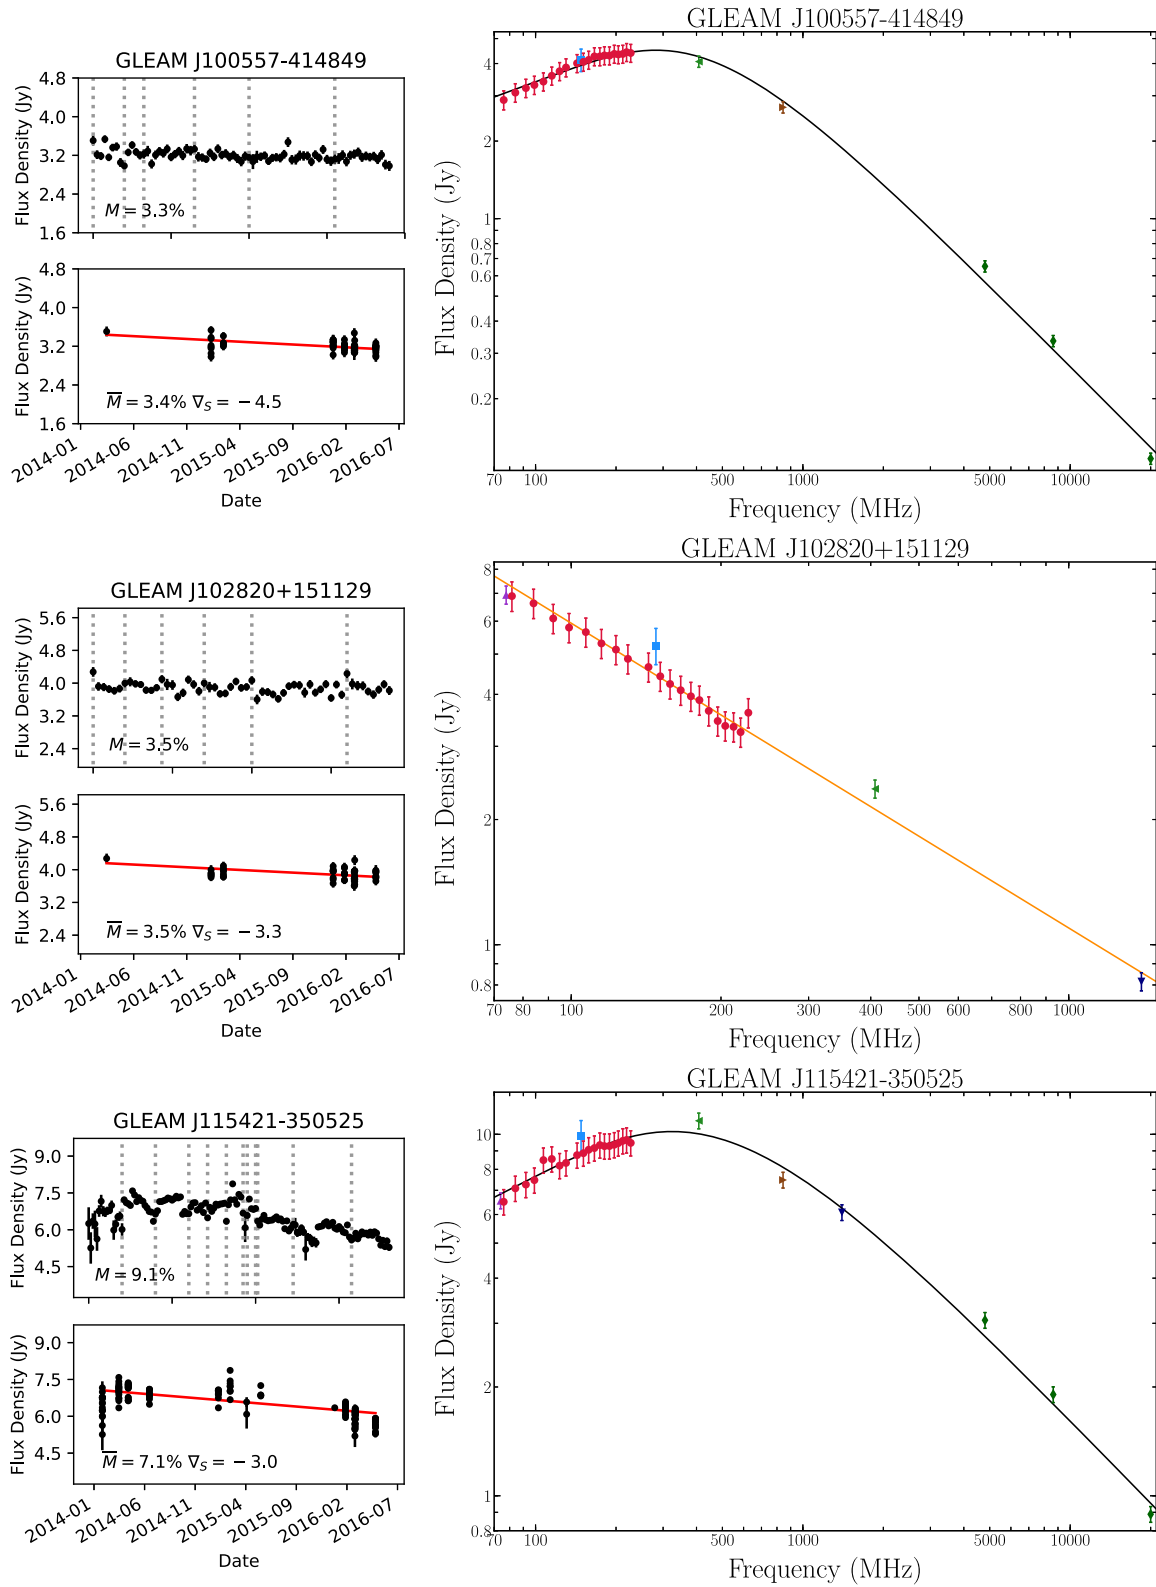 GLEAM J100557-414849
Flux Density (Jy)
4.8
4.0
3.2
2.4
1.6
M = 3.3%
Flux Density (Jy)
4.8
4.0
3.2
2.4
1.6
M = 3.4% ∇S = −4.5
2014-01 2014-06 2014-11 2015-04 2015-09 2016-02 2016-07
Date
GLEAM J100557-414849
Flux Density (Jy)
4
2
1
0.8
0.7
0.6
0.4
0.3
0.2
70 100 500 1000 5000 10000
Frequency (MHz)
GLEAM J102820+151129
Flux Density (Jy)
5.6
4.8
4.0
3.2
2.4
M = 3.5%
Flux Density (Jy)
5.6
4.8
4.0
3.2
2.4
M = 3.5% ∇S = −3.3
2014-01 2014-06 2014-11 2015-04 2015-09 2016-02 2016-07
Date
GLEAM J102820+151129
Flux Density (Jy)
8
6
4
2
1
0.8
70 80 100 200 300 400 500 600 800 1000
Frequency (MHz)
GLEAM J115421-350525
Flux Density (Jy)
9.0
7.5
6.0
4.5
M = 9.1%
Flux Density (Jy)
9.0
7.5
6.0
4.5
M = 7.1% ∇S = −3.0
2014-01 2014-06 2014-11 2015-04 2015-09 2016-02 2016-07
Date
GLEAM J115421-350525
Flux Density (Jy)
10
8
6
4
2
1
0.8
70 100 500 1000 5000 10000
Frequency (MHz)